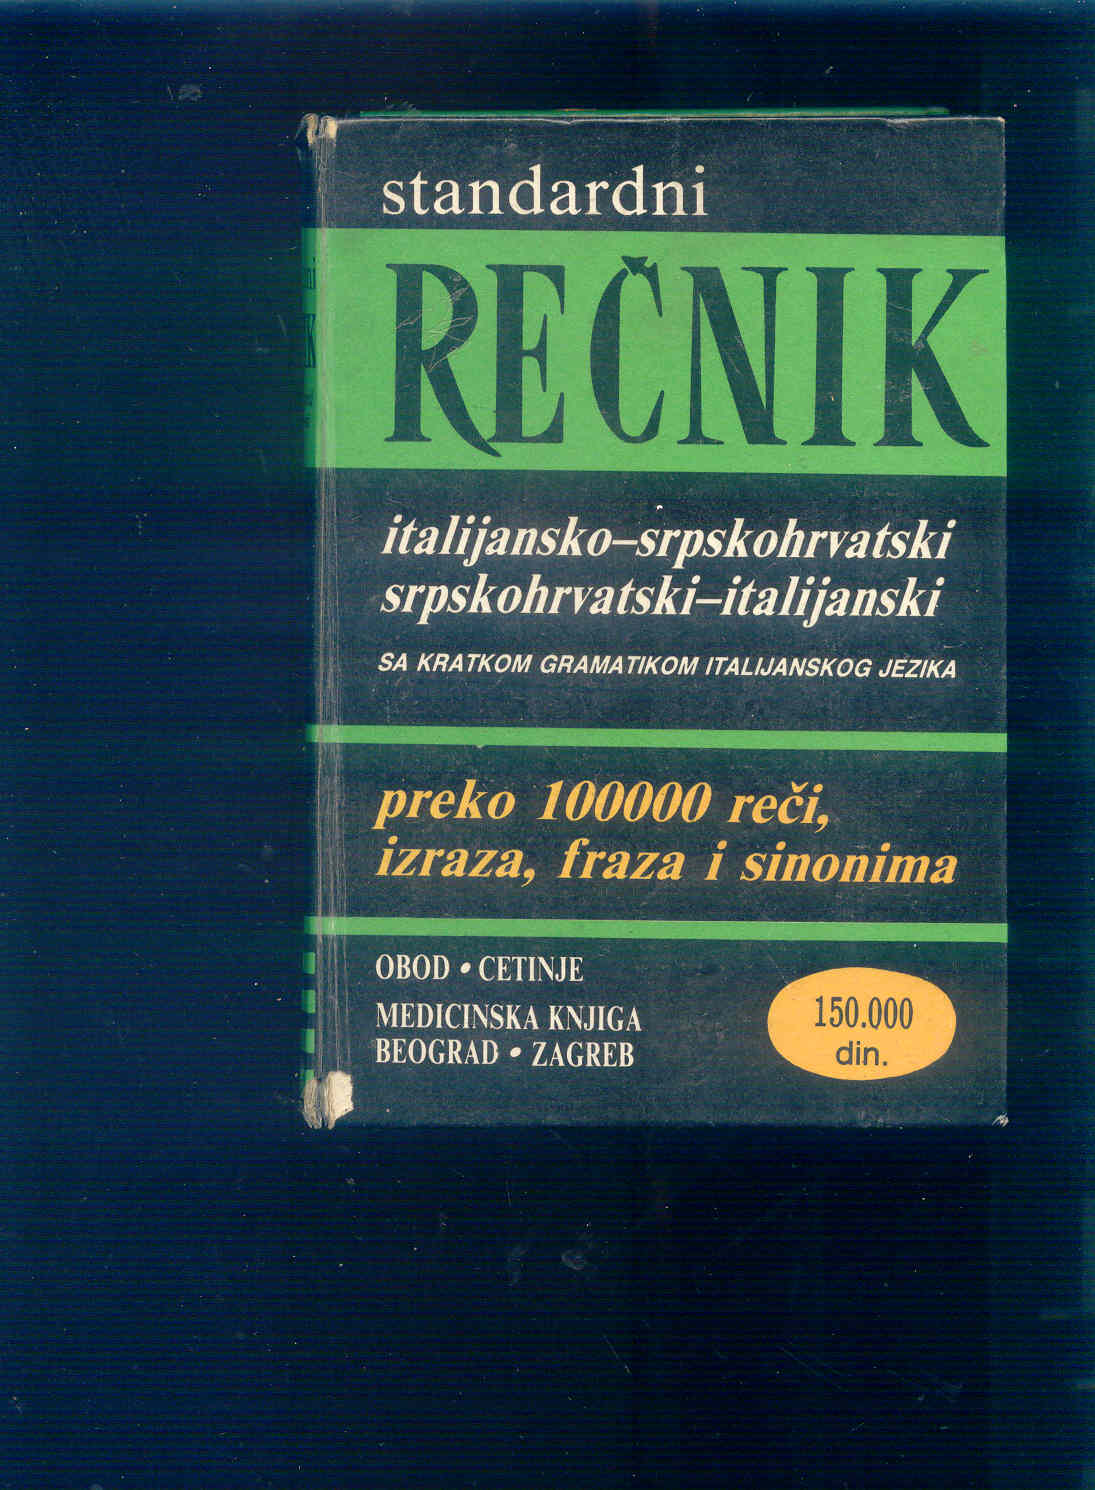 standardni
REČNIK
italijansko–srpskohrvatski
srpskohrvatski–italijanski
SA KRATKOM GRAMATIKOM ITALIJANSKOG JEZIKA
preko 100000 reči,
izraza, fraza i sinonima
OBOD • CETINJE
MEDICINSKA KNJIGA
BEOGRAD • ZAGREB
150.000
din.